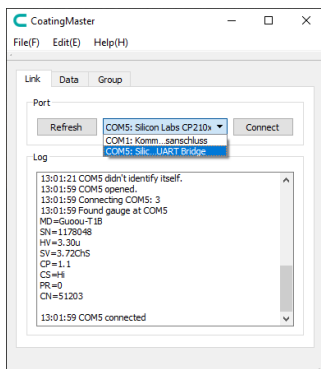 CoatingMaster
File(F) Edit(E) Help(H)
Link Data Group
Port
Refresh COM5: Silicon Labs CP210x Connect
COM1: Komm...sanschluss
COM5: Silic...UART Bridge
Log
13:01:21 COM5 didn't identify itself.
13:01:59 COM5 opened.
13:01:59 Connecting COM5: 3
13:01:59 Found gauge at COM5
MD=Guoou-T1B
SN=1178048
HV=3.30u
SV=3.72ChS
CP=1.1
CS=Hi
PR=0
CN=51203
13:01:59 COM5 connected